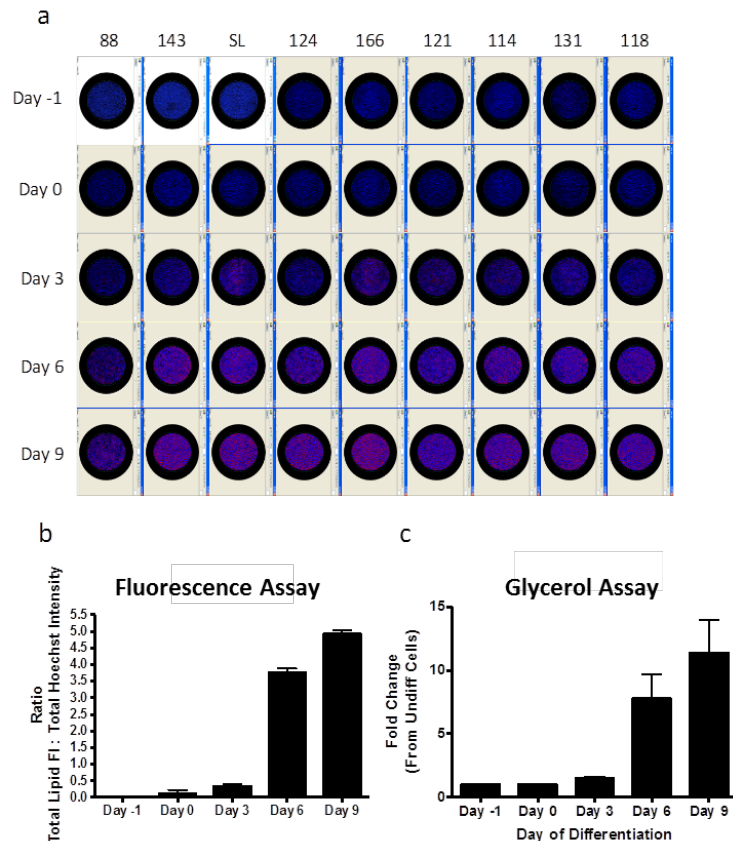 a
88 143 SL 124 166 121 114 131 118
Day -1
Day 0
Day 3
Day 6
Day 9
b
Fluorescence Assay
Ratio
Total Lipid FI : Total Hoechst Intensity
5.5
5.0
4.5
4.0
3.5
3.0
2.5
2.0
1.5
1.0
0.5
0.0
Day -1 Day 0 Day 3 Day 6 Day 9
c
Glycerol Assay
Fold Change
(From Undiff Cells)
15
10
5
0
Day -1 Day 0 Day 3 Day 6 Day 9
Day of Differentiation